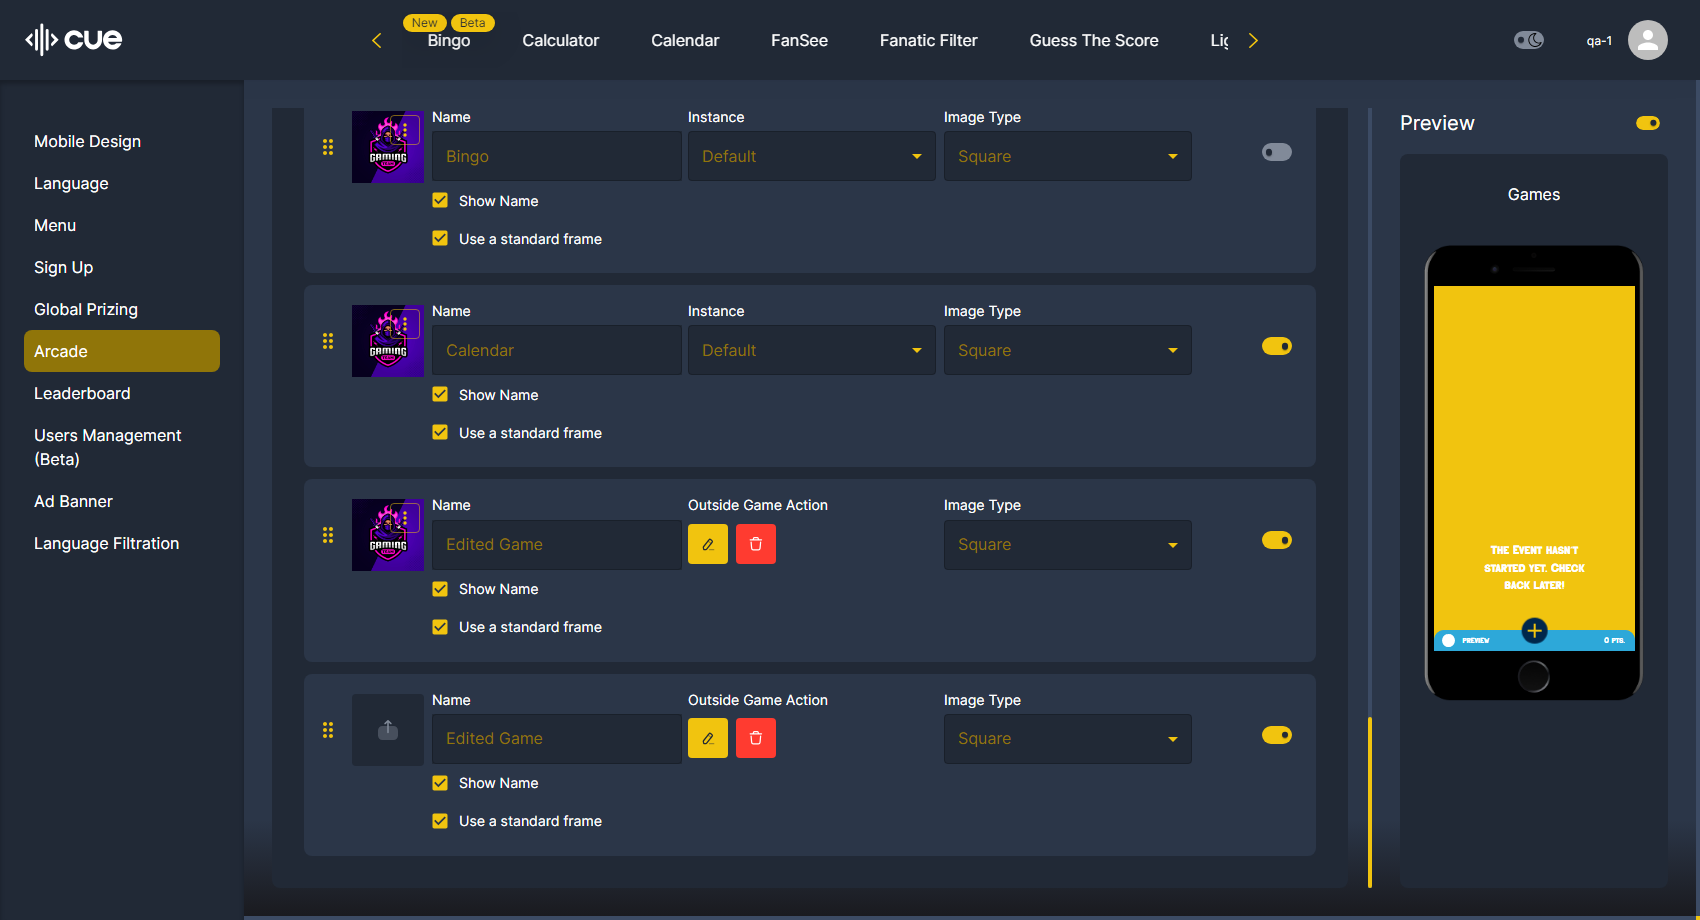 cue
New
Beta
Bingo
Calculator
Calendar
FanSee
Fanatic Filter
Guess The Score
Lig
qa-1
Mobile Design
Language
Menu
Sign Up
Global Prizing
Arcade
Leaderboard
Users Management
(Beta)
Ad Banner
Language Filtration
GAMING
TEAM
Name
Instance
Image Type
Bingo
Default
Square
Show Name
Use a standard frame
GAMING
TEAM
Name
Instance
Image Type
Calendar
Default
Square
Show Name
Use a standard frame
GAMING
TEAM
Name
Outside Game Action
Image Type
Edited Game
Square
Show Name
Use a standard frame
Name
Outside Game Action
Image Type
Edited Game
Square
Show Name
Use a standard frame
Preview
Games
The Event hasn't
started yet. Check
back later!
PREVIEW
0 PTS.